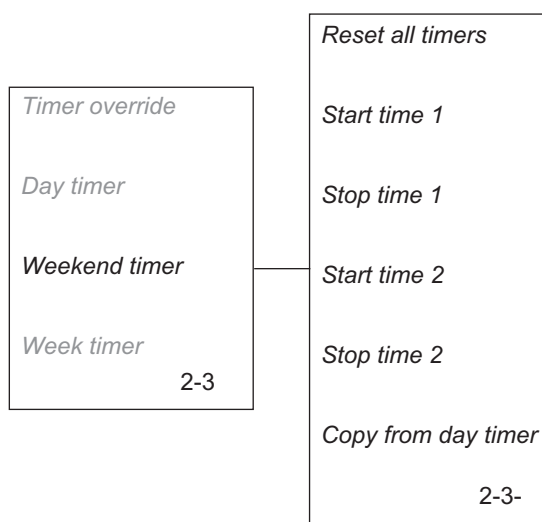 Timer override
Day timer
Weekend timer
Week timer
2-3
Reset all timers
Start time 1
Stop time 1
Start time 2
Stop time 2
Copy from day timer
2-3-